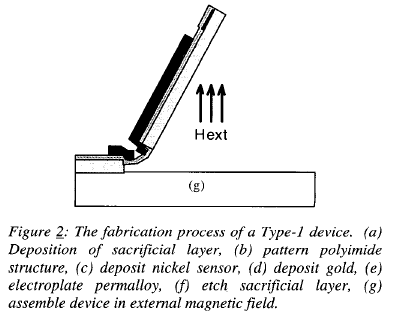 Hext
(g)
Figure 2: The fabrication process of a Type-1 device. (a)
Deposition of sacrificial layer, (b) pattern polyimide
structure, (c) deposit nickel sensor, (d) deposit gold, (e)
electroplate permalloy, (f) etch sacrificial layer, (g)
assemble device in external magnetic field.